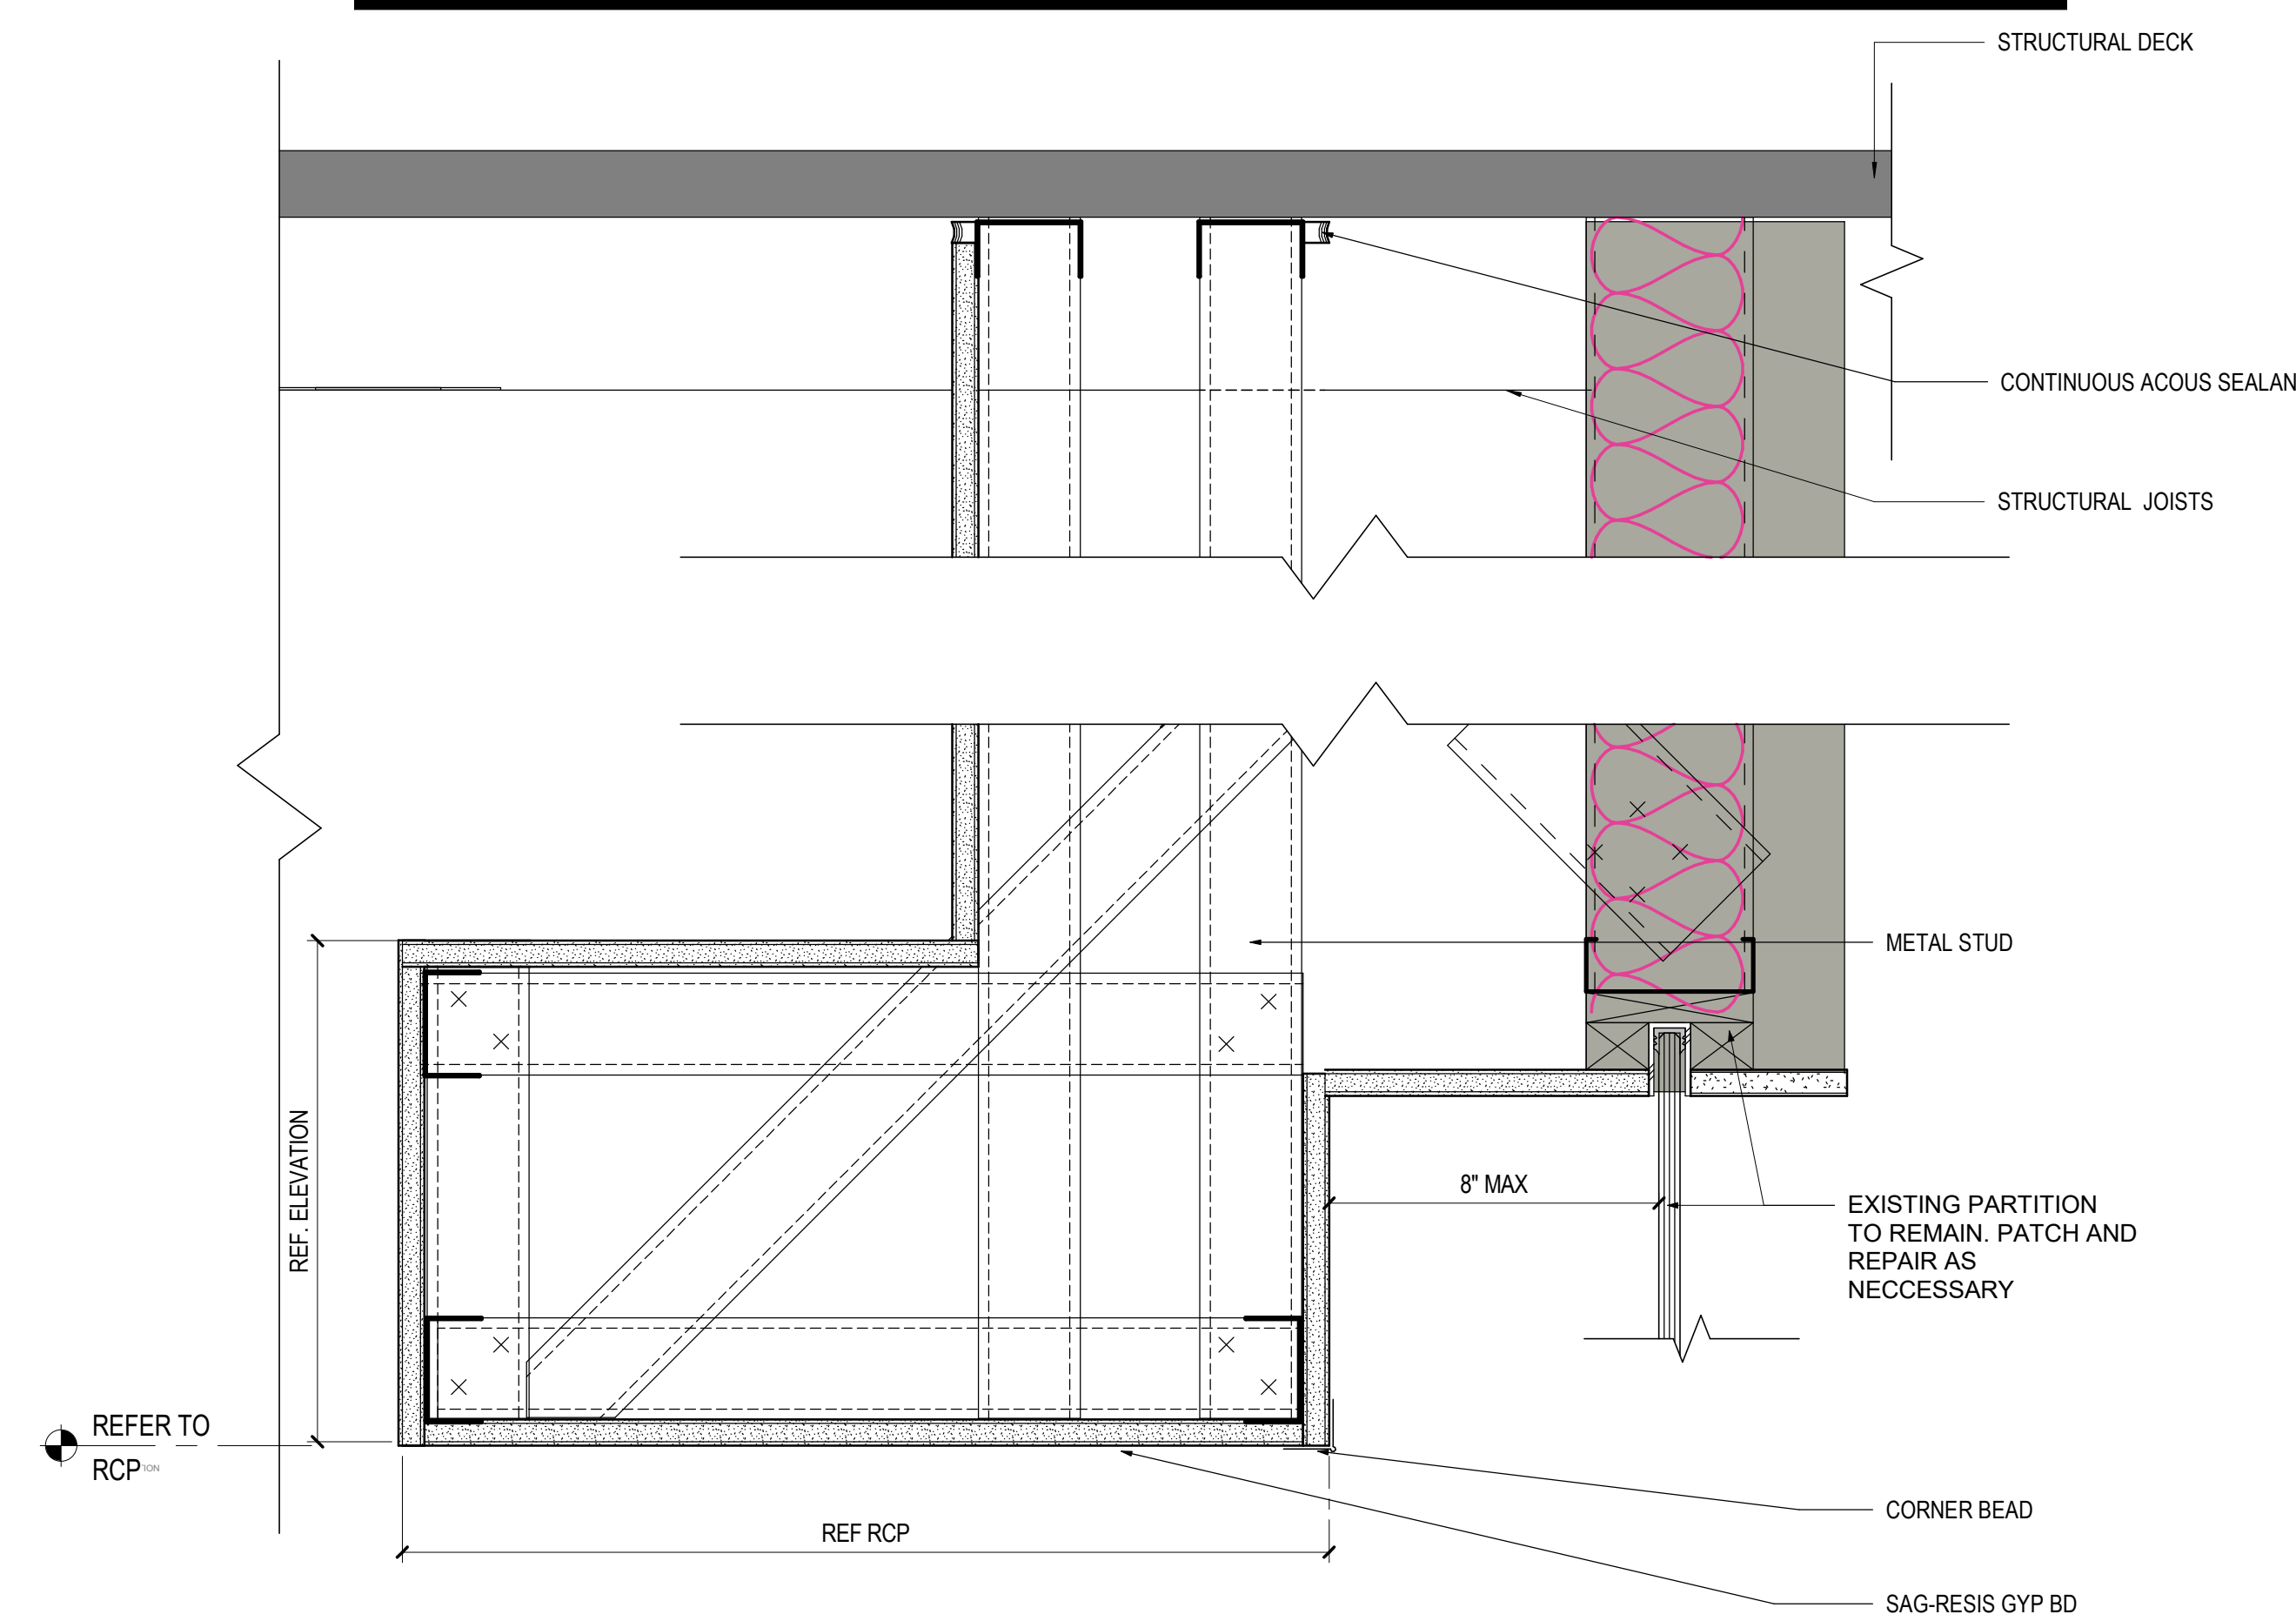 STRUCTURAL DECK
CONTINUOUS ACOUS SEALAN
STRUCTURAL JOISTS
METAL STUD
REF. ELEVATION
8" MAX
EXISTING PARTITION
TO REMAIN. PATCH AND
REPAIR AS
NECCESSARY
REFER TO
RCP
CORNER BEAD
REF RCP
SAG-RESIS GYP BD